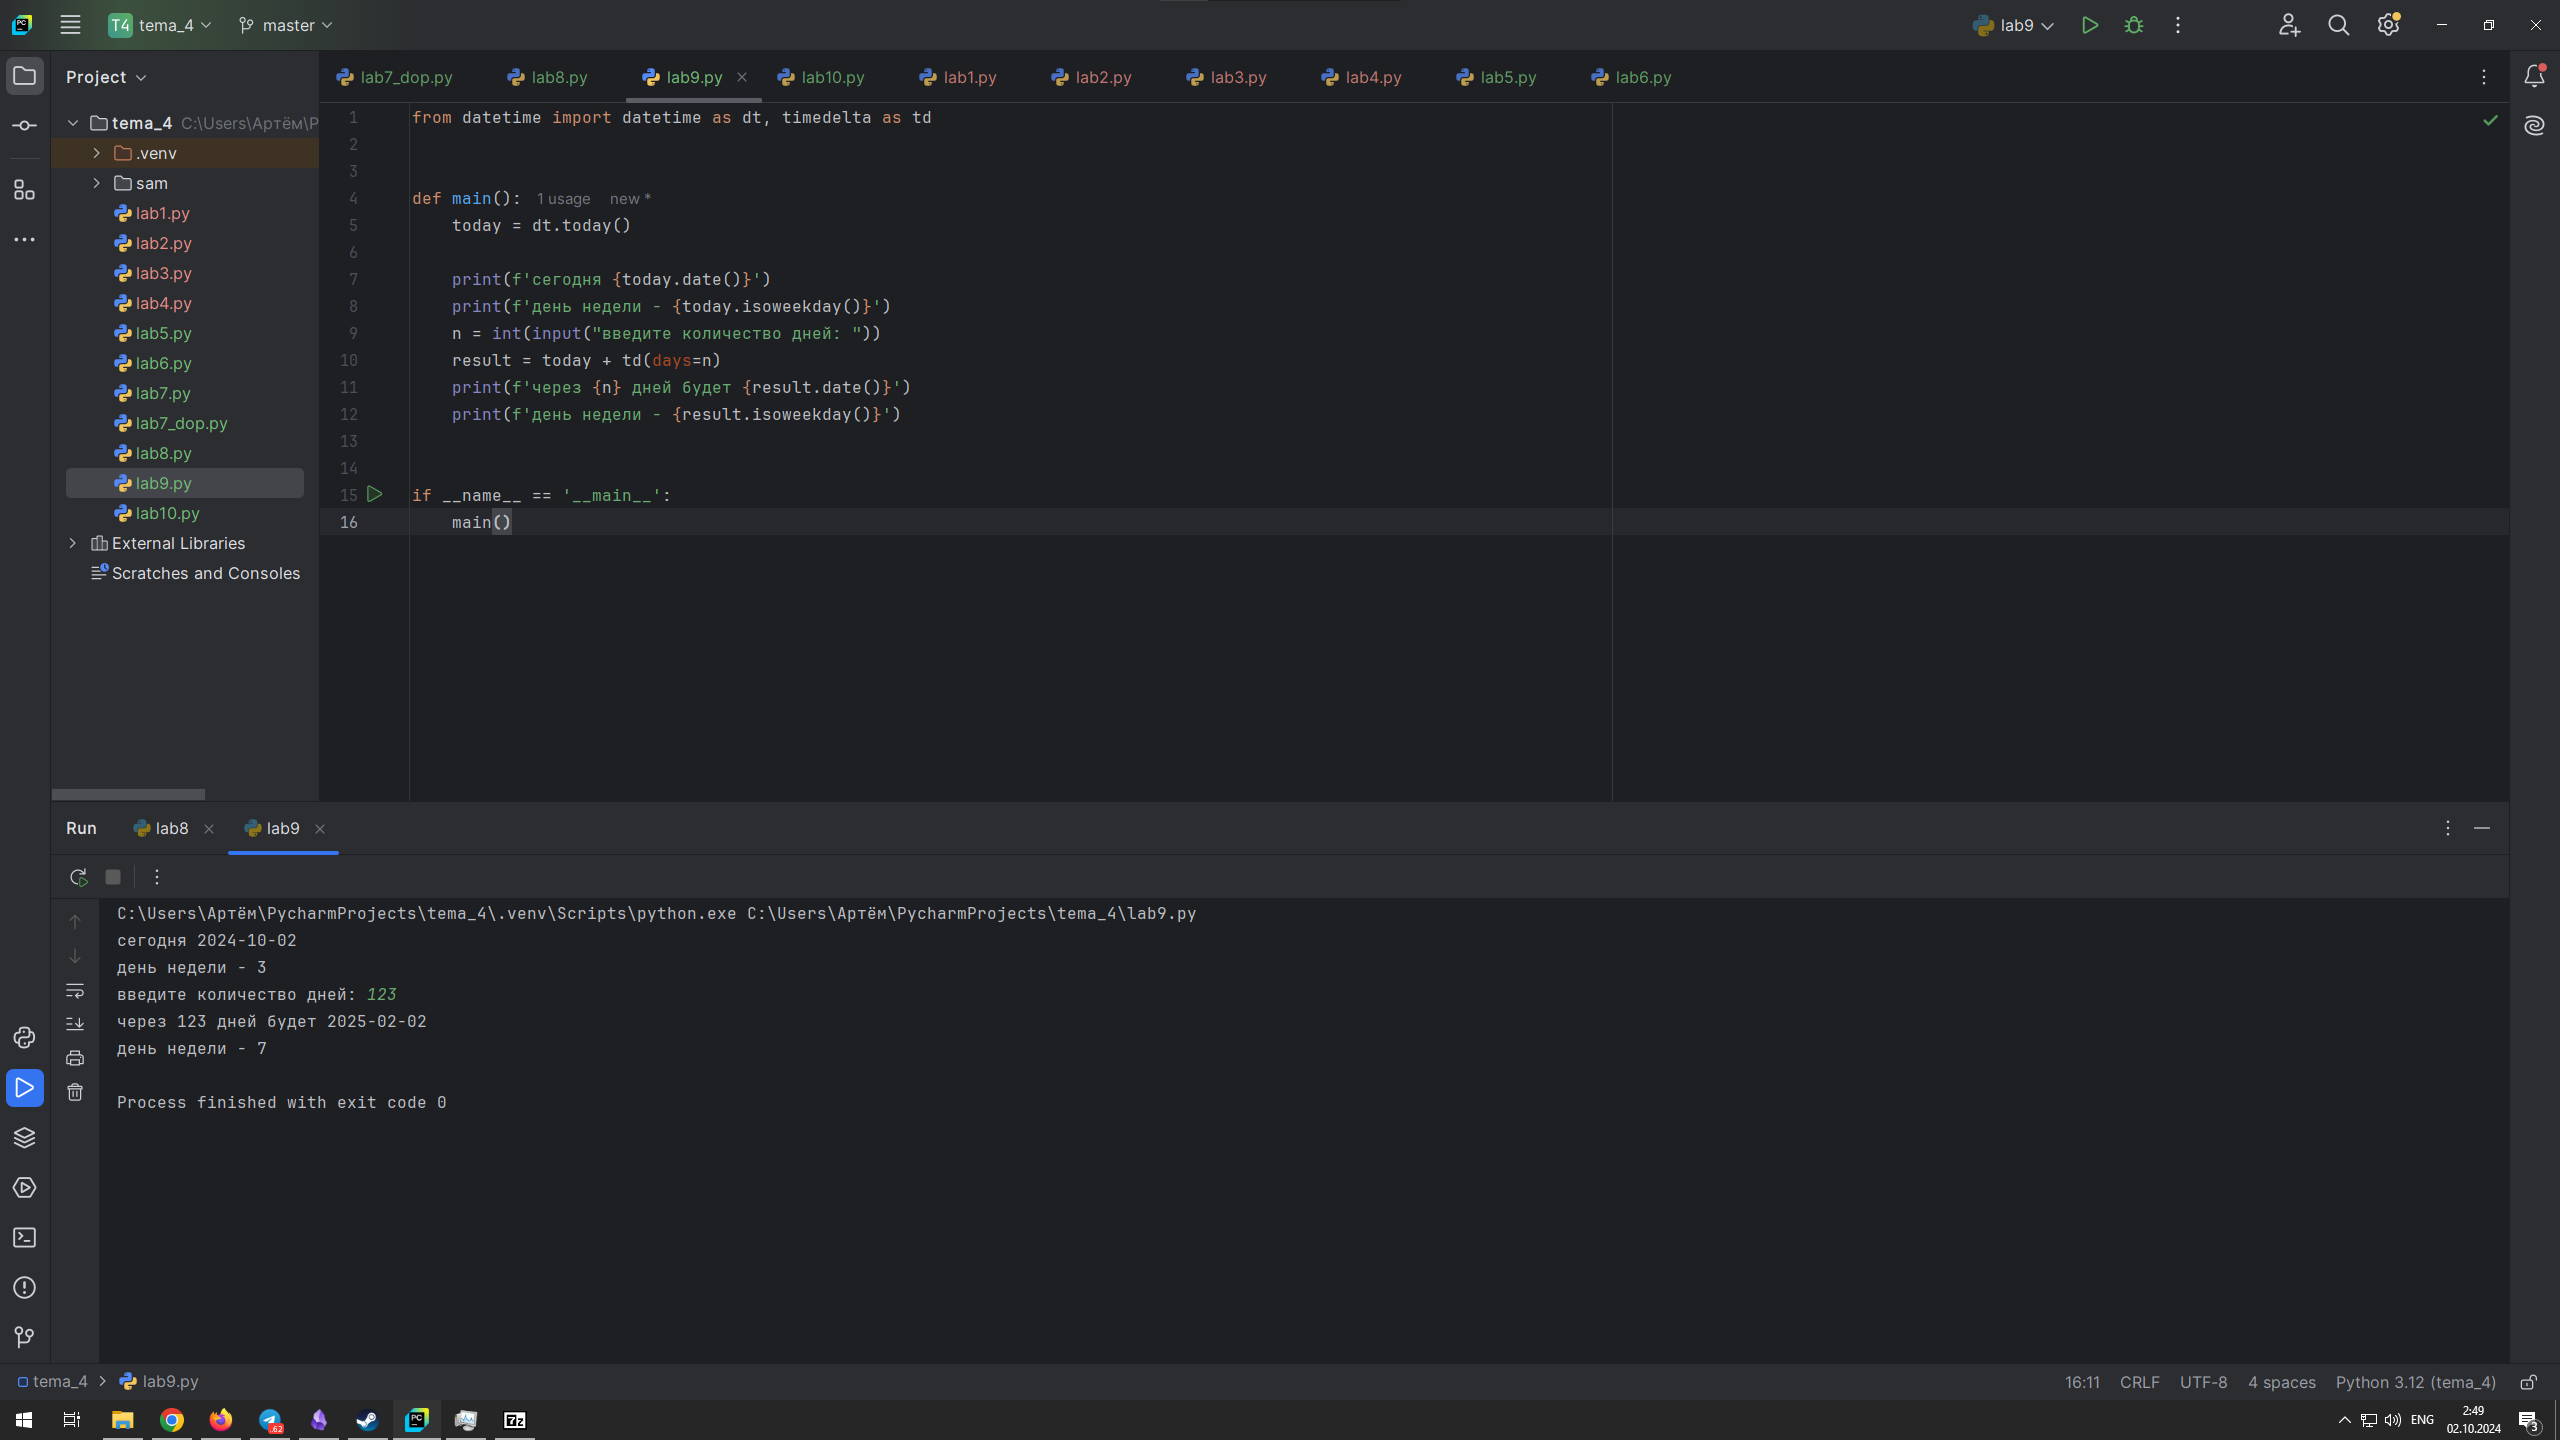 T4 tema_4 master lab9
Project
lab7_dop.py lab8.py lab9.py lab10.py lab1.py lab2.py lab3.py lab4.py lab5.py lab6.py
tema_4 C:\Users\Артём\P
.venv
sam
lab1.py
lab2.py
lab3.py
lab4.py
lab5.py
lab6.py
lab7.py
lab7_dop.py
lab8.py
lab9.py
lab10.py
External Libraries
Scratches and Consoles
1 from datetime import datetime as dt, timedelta as td
2
3
4 def main(): 1 usage new *
5 today = dt.today()
6
7 print(f'сегодня {today.date()}')
8 print(f'день недели - {today.isoweekday()}')
9 n = int(input("введите количество дней: "))
10 result = today + td(days=n)
11 print(f'через {n} дней будет {result.date()}')
12 print(f'день недели - {result.isoweekday()}')
13
14
15 if __name__ == '__main__':
16 main()
Run lab8 lab9
C:\Users\Артём\PycharmProjects\tema_4\.venv\Scripts\python.exe C:\Users\Артём\PycharmProjects\tema_4\lab9.py
сегодня 2024-10-02
день недели - 3
введите количество дней: 123
через 123 дней будет 2025-02-02
день недели - 7
Process finished with exit code 0
tema_4 lab9.py 16:11 CRLF UTF-8 4 spaces Python 3.12 (tema_4)
PC
.62
7z
ENG
2:49
02.10.2024
3